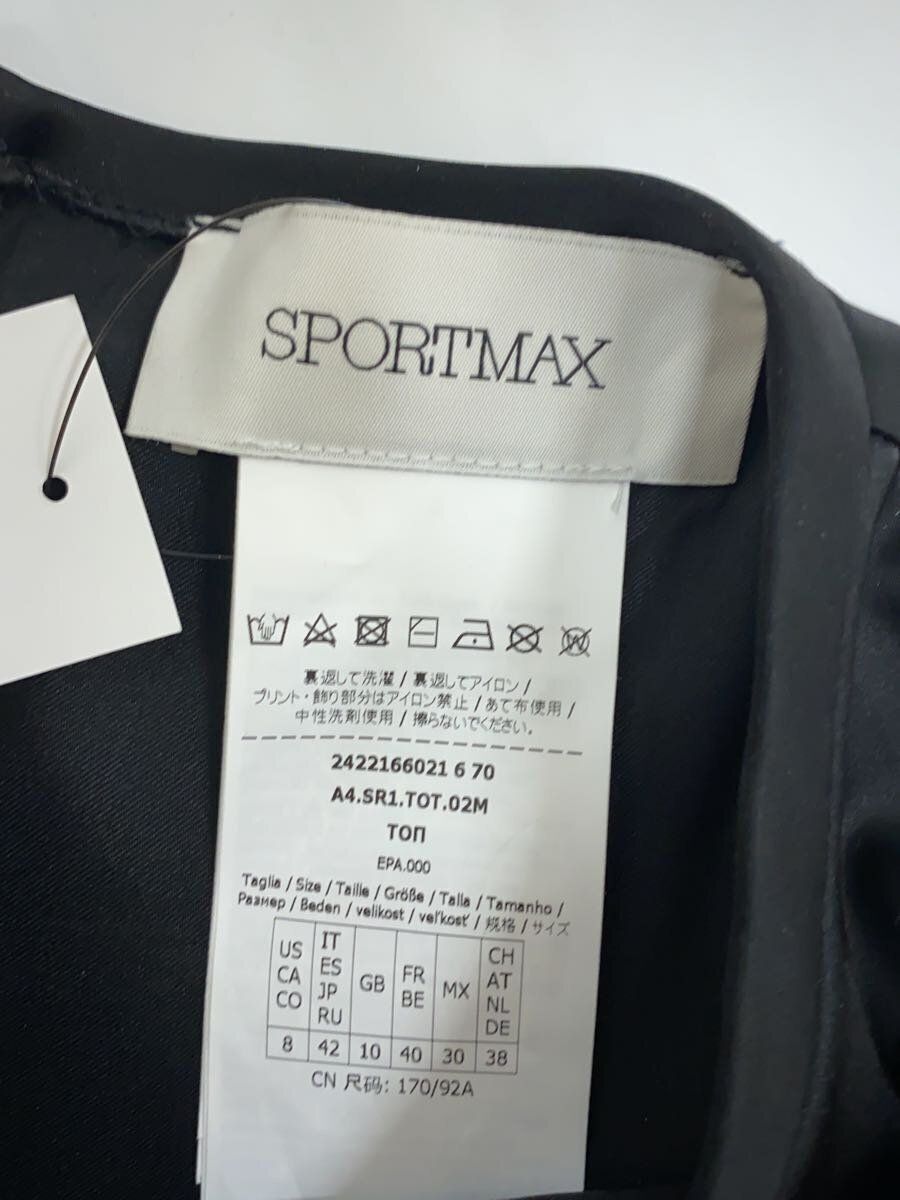 SPORTMAX
裏返して洗濯 / 裏返してアイロン /
プリント・飾り部分はアイロン禁止 / あて布使用 /
中性洗剤使用 / 擦らないでください。
2422166021 6 70
A4.SR1.TOT.02M
ТОП
EPA.000
Taglia / Size / Taille / Größe / Talla / Tamanho /
Размер / Beden / velikost / veľkosť / 规格 / サイズ
US CA CO | IT ES JP RU | GB | FR BE | MX | CH AT NL DE
8 | 42 | 10 | 40 | 30 | 38
CN 尺码: 170/92A